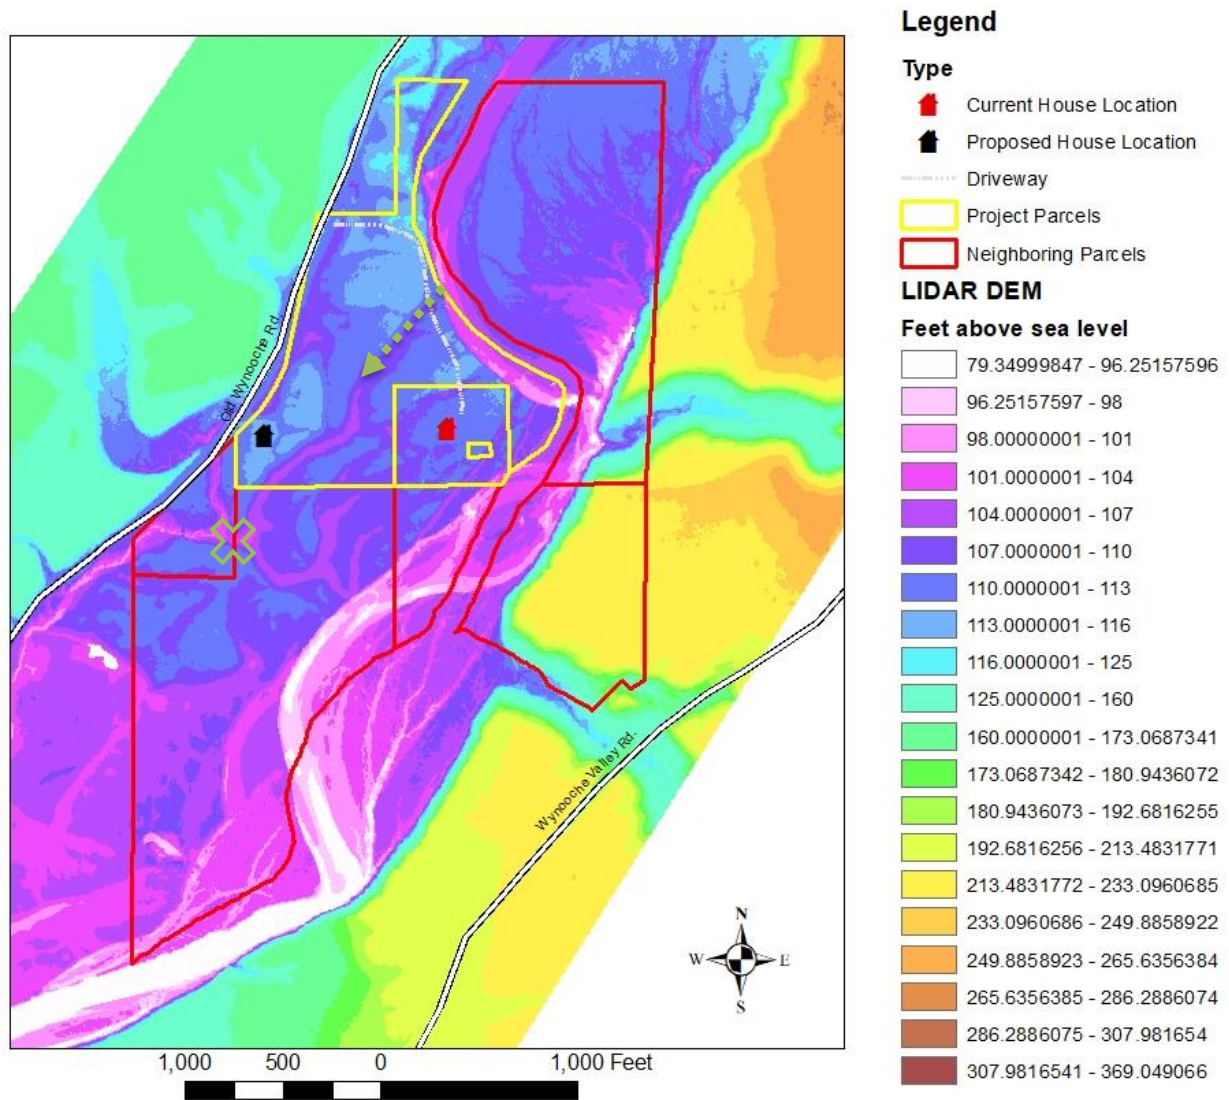 Legend
Type
Current House Location
Proposed House Location
Driveway
Project Parcels
Neighboring Parcels
LIDAR DEM
Feet above sea level
79.34999847 - 96.25157596
96.25157597 - 98
98.00000001 - 101
101.0000001 - 104
104.0000001 - 107
107.0000001 - 110
110.0000001 - 113
113.0000001 - 116
116.0000001 - 125
125.0000001 - 160
160.0000001 - 173.0687341
173.0687342 - 180.9436072
180.9436073 - 192.6816255
192.6816256 - 213.4831771
213.4831772 - 233.0960685
233.0960686 - 249.8858922
249.8858923 - 265.6356384
265.6356385 - 286.2886074
286.2886075 - 307.981654
307.9816541 - 369.049066
Old Wynooche Rd.
Wynooche Valley Rd.
N
W E
S
1,000 500 0 1,000 Feet